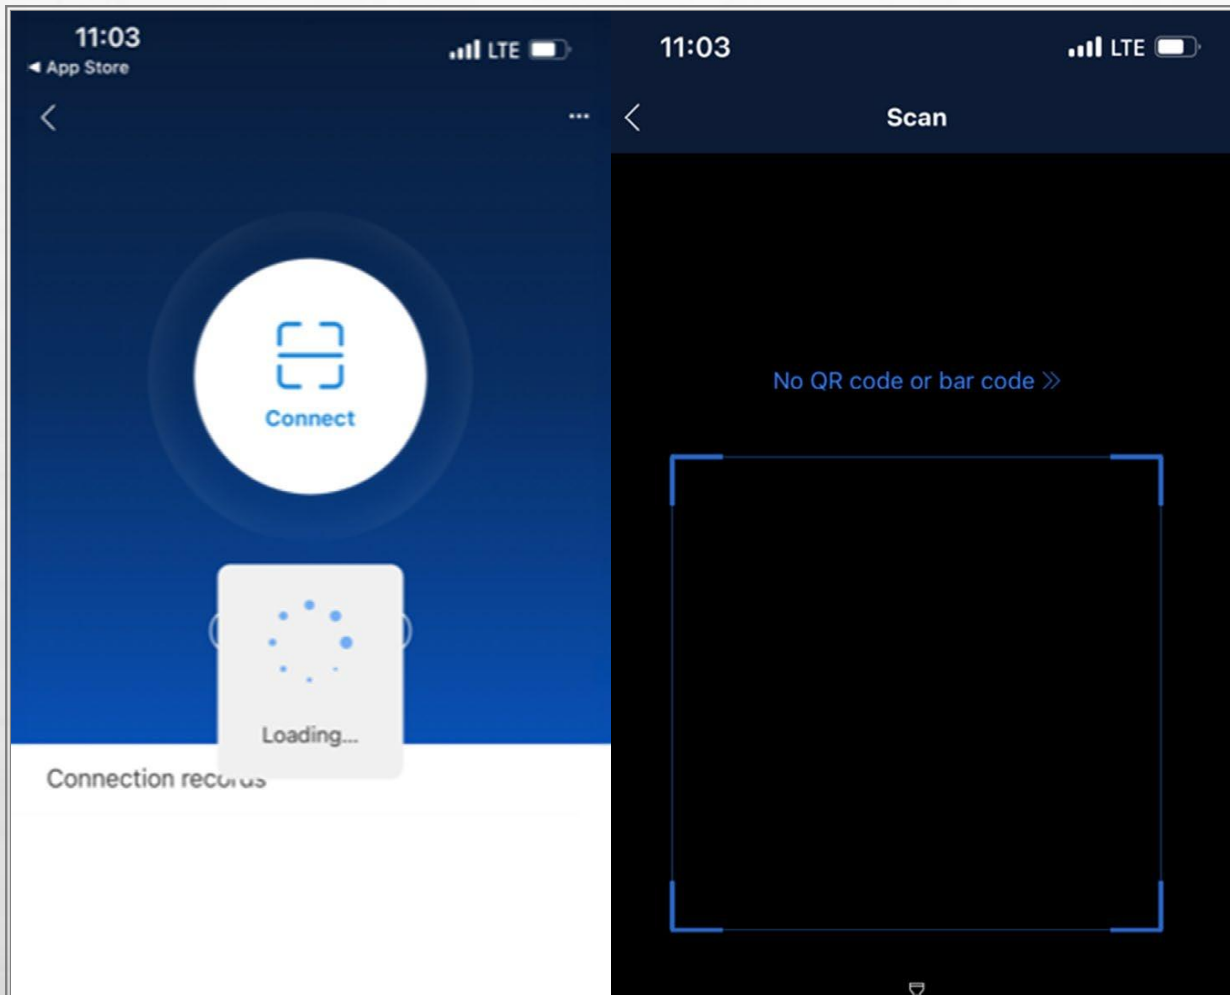 11:03
LTE
App Store
Connect
Loading...
Connection records
11:03
LTE
Scan
No QR code or bar code